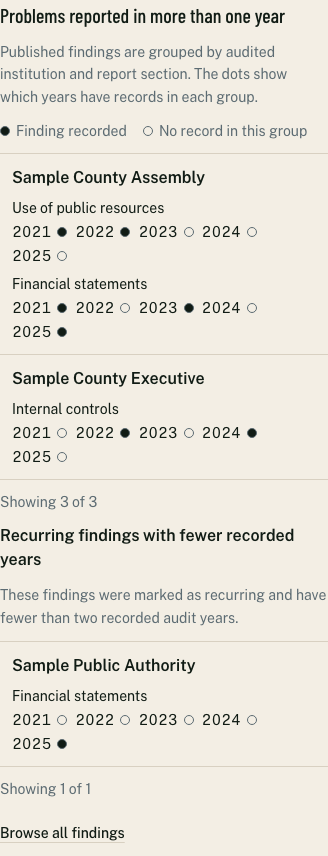 Problems reported in more than one year
Published findings are grouped by audited
institution and report section. The dots show
which years have records in each group.
● Finding recorded ○ No record in this group
Sample County Assembly
Use of public resources
2021 ● 2022 ● 2023 ○ 2024 ○
2025 ○
Financial statements
2021 ● 2022 ○ 2023 ● 2024 ○
2025 ●
Sample County Executive
Internal controls
2021 ○ 2022 ● 2023 ○ 2024 ●
2025 ○
Showing 3 of 3
Recurring findings with fewer recorded
years
These findings were marked as recurring and have
fewer than two recorded audit years.
Sample Public Authority
Financial statements
2021 ○ 2022 ○ 2023 ○ 2024 ○
2025 ●
Showing 1 of 1
Browse all findings